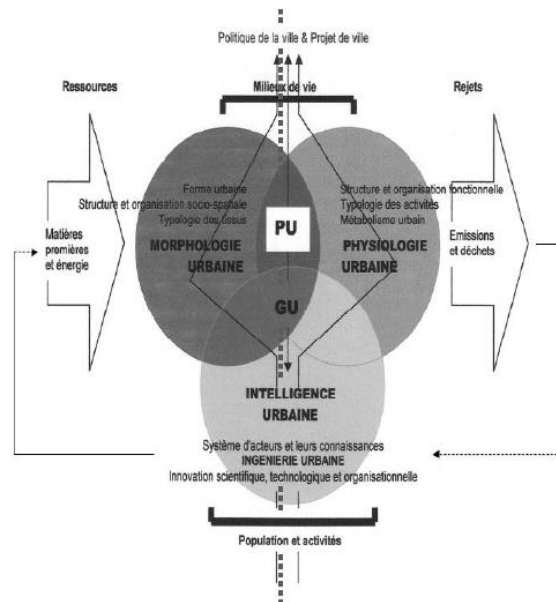 Politique de la ville & Projet de ville
Ressources
Milieux de vie
Rejets
Forme urbaine
Structure et organisation socio-spatiale
Typologie des tissus
MORPHOLOGIE
URBAINE
PU
Structure et organisation fonctionnelle
Typologie des activités
Métabolisme urbain
PHYSIOLOGIE
URBAINE
Matières
premières
et énergie
Emissions
et déchets
GU
INTELLIGENCE
URBAINE
Système d'acteurs et leurs connaissances
INGENIERIE URBAINE
Innovation scientifique, technologique et organisationnelle
Population et activités